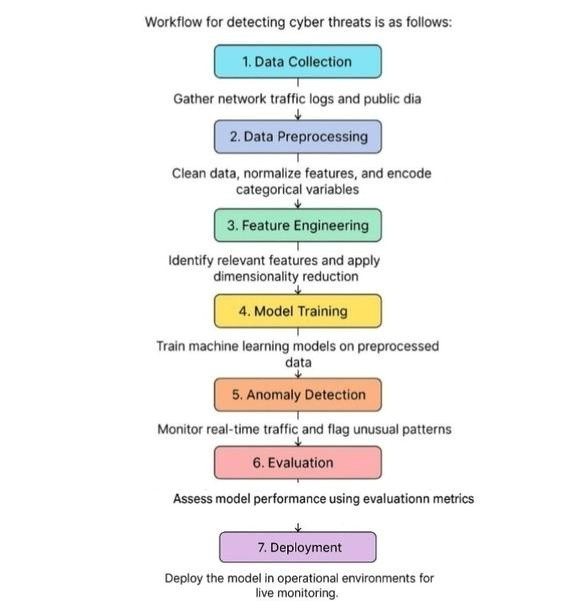 Workflow for detecting cyber threats is as follows:
1. Data Collection
Gather network traffic logs and public dia
2. Data Preprocessing
Clean data, normalize features, and encode
categorical variables
3. Feature Engineering
Identify relevant features and apply
dimensionality reduction
4. Model Training
Train machine learning models on preprocessed
data
5. Anomaly Detection
Monitor real-time traffic and flag unusual patterns
6. Evaluation
Assess model performance using evaluationn metrics
7. Deployment
Deploy the model in operational environments for
live monitoring.